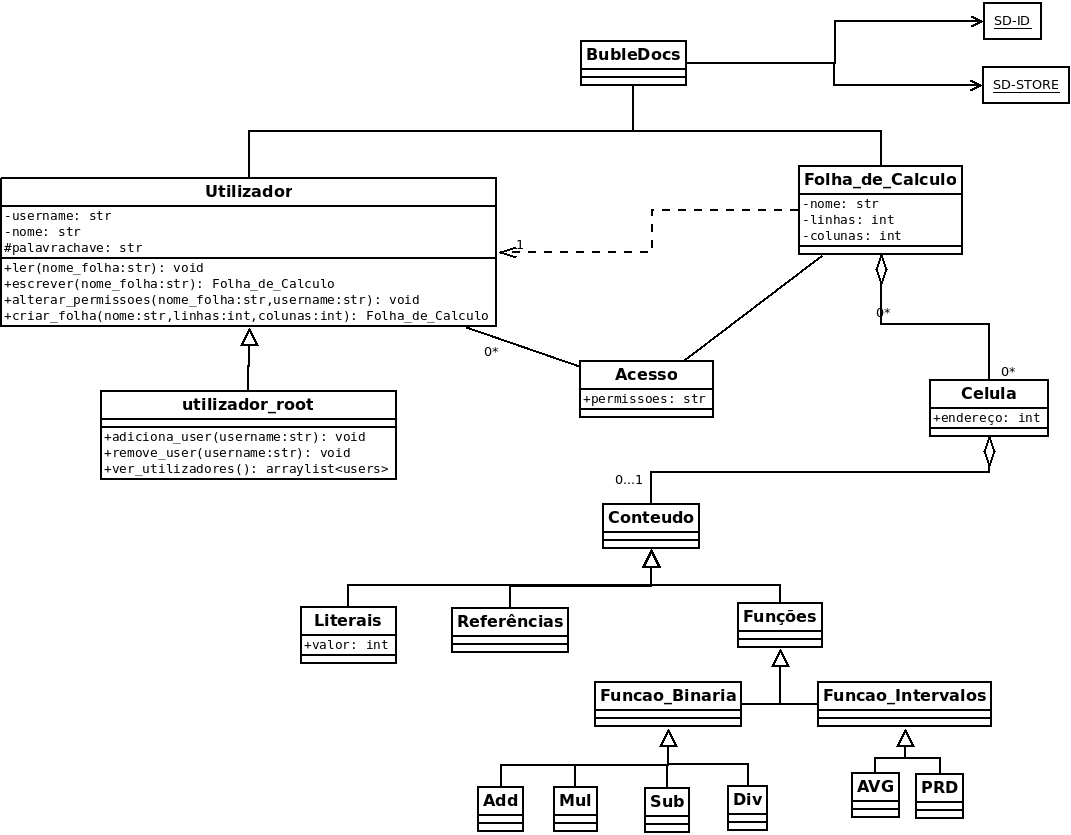 SD-ID
BubleDocs
SD-STORE
Utilizador
-username: str
-nome: str
#palavrachave: str
+ler(nome_folha:str): void
+escrever(nome_folha:str): Folha_de_Calculo
+alterar_permissoes(nome_folha:str,username:str): void
+criar_folha(nome:str,linhas:int,colunas:int): Folha_de_Calculo
Folha_de_Calculo
-nome: str
-linhas: int
-colunas: int
1
0*
0*
Acesso
+permissoes: str
0*
Celula
+endereço: int
utilizador_root
+adiciona_user(username:str): void
+remove_user(username:str): void
+ver_utilizadores(): arraylist<users>
0...1
Conteudo
Literais
+valor: int
Referências
Funções
Funcao_Binaria
Funcao_Intervalos
Add
Mul
Sub
Div
AVG
PRD